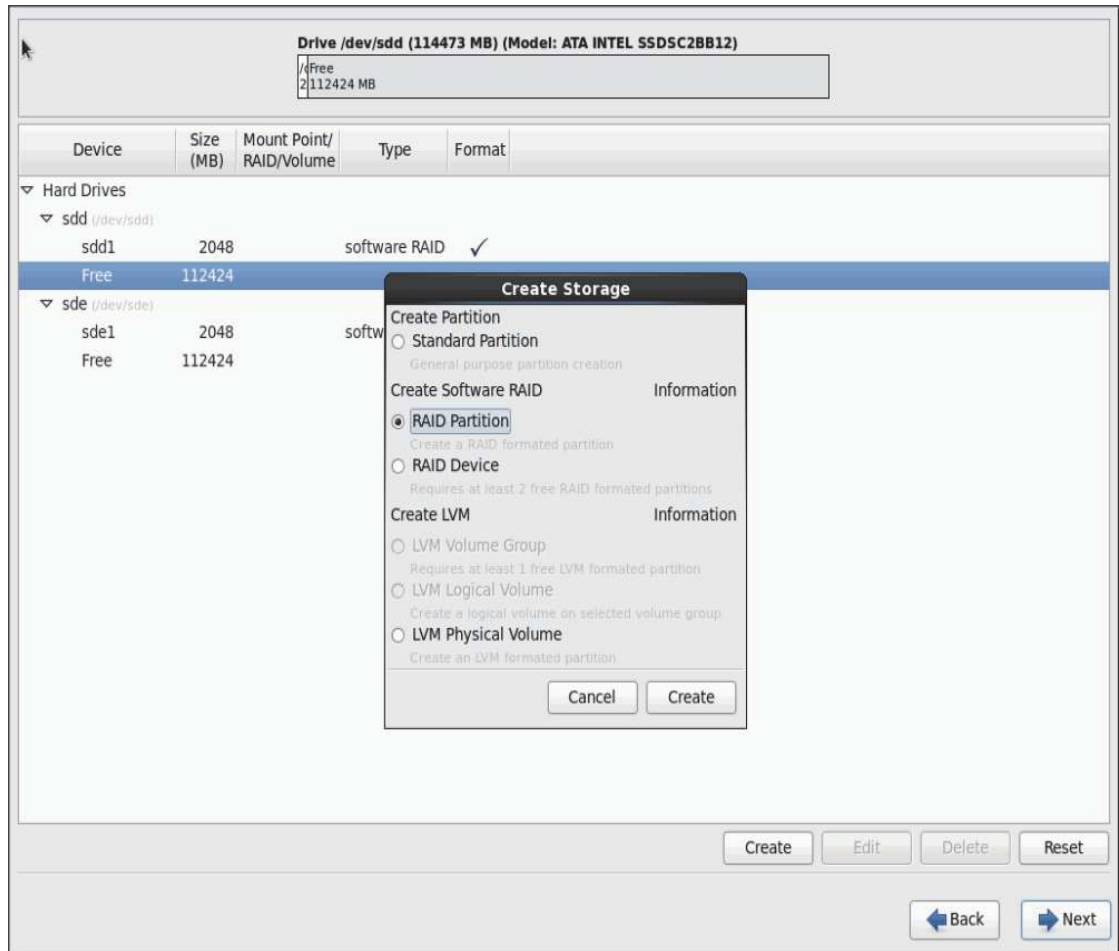 Drive /dev/sdd (114473 MB) (Model: ATA INTEL SSDSC2BB12)
Free
2 112424 MB
Device Size (MB) Mount Point/ RAID/Volume Type Format
Hard Drives
sdd (/dev/sdd)
sdd1 2048 software RAID ✓
Free 112424
sde (/dev/sde)
sde1 2048 softw
Free 112424
Create Storage
Create Partition
Standard Partition
General purpose partition creation
Create Software RAID Information
RAID Partition
Create a RAID formated partition
RAID Device
Requires at least 2 free RAID formated partitions
Create LVM Information
LVM Volume Group
Requires at least 1 free LVM formated partition
LVM Logical Volume
Create a logical volume on selected volume group
LVM Physical Volume
Create an LVM formated partition
Cancel Create
Create Edit Delete Reset
Back Next